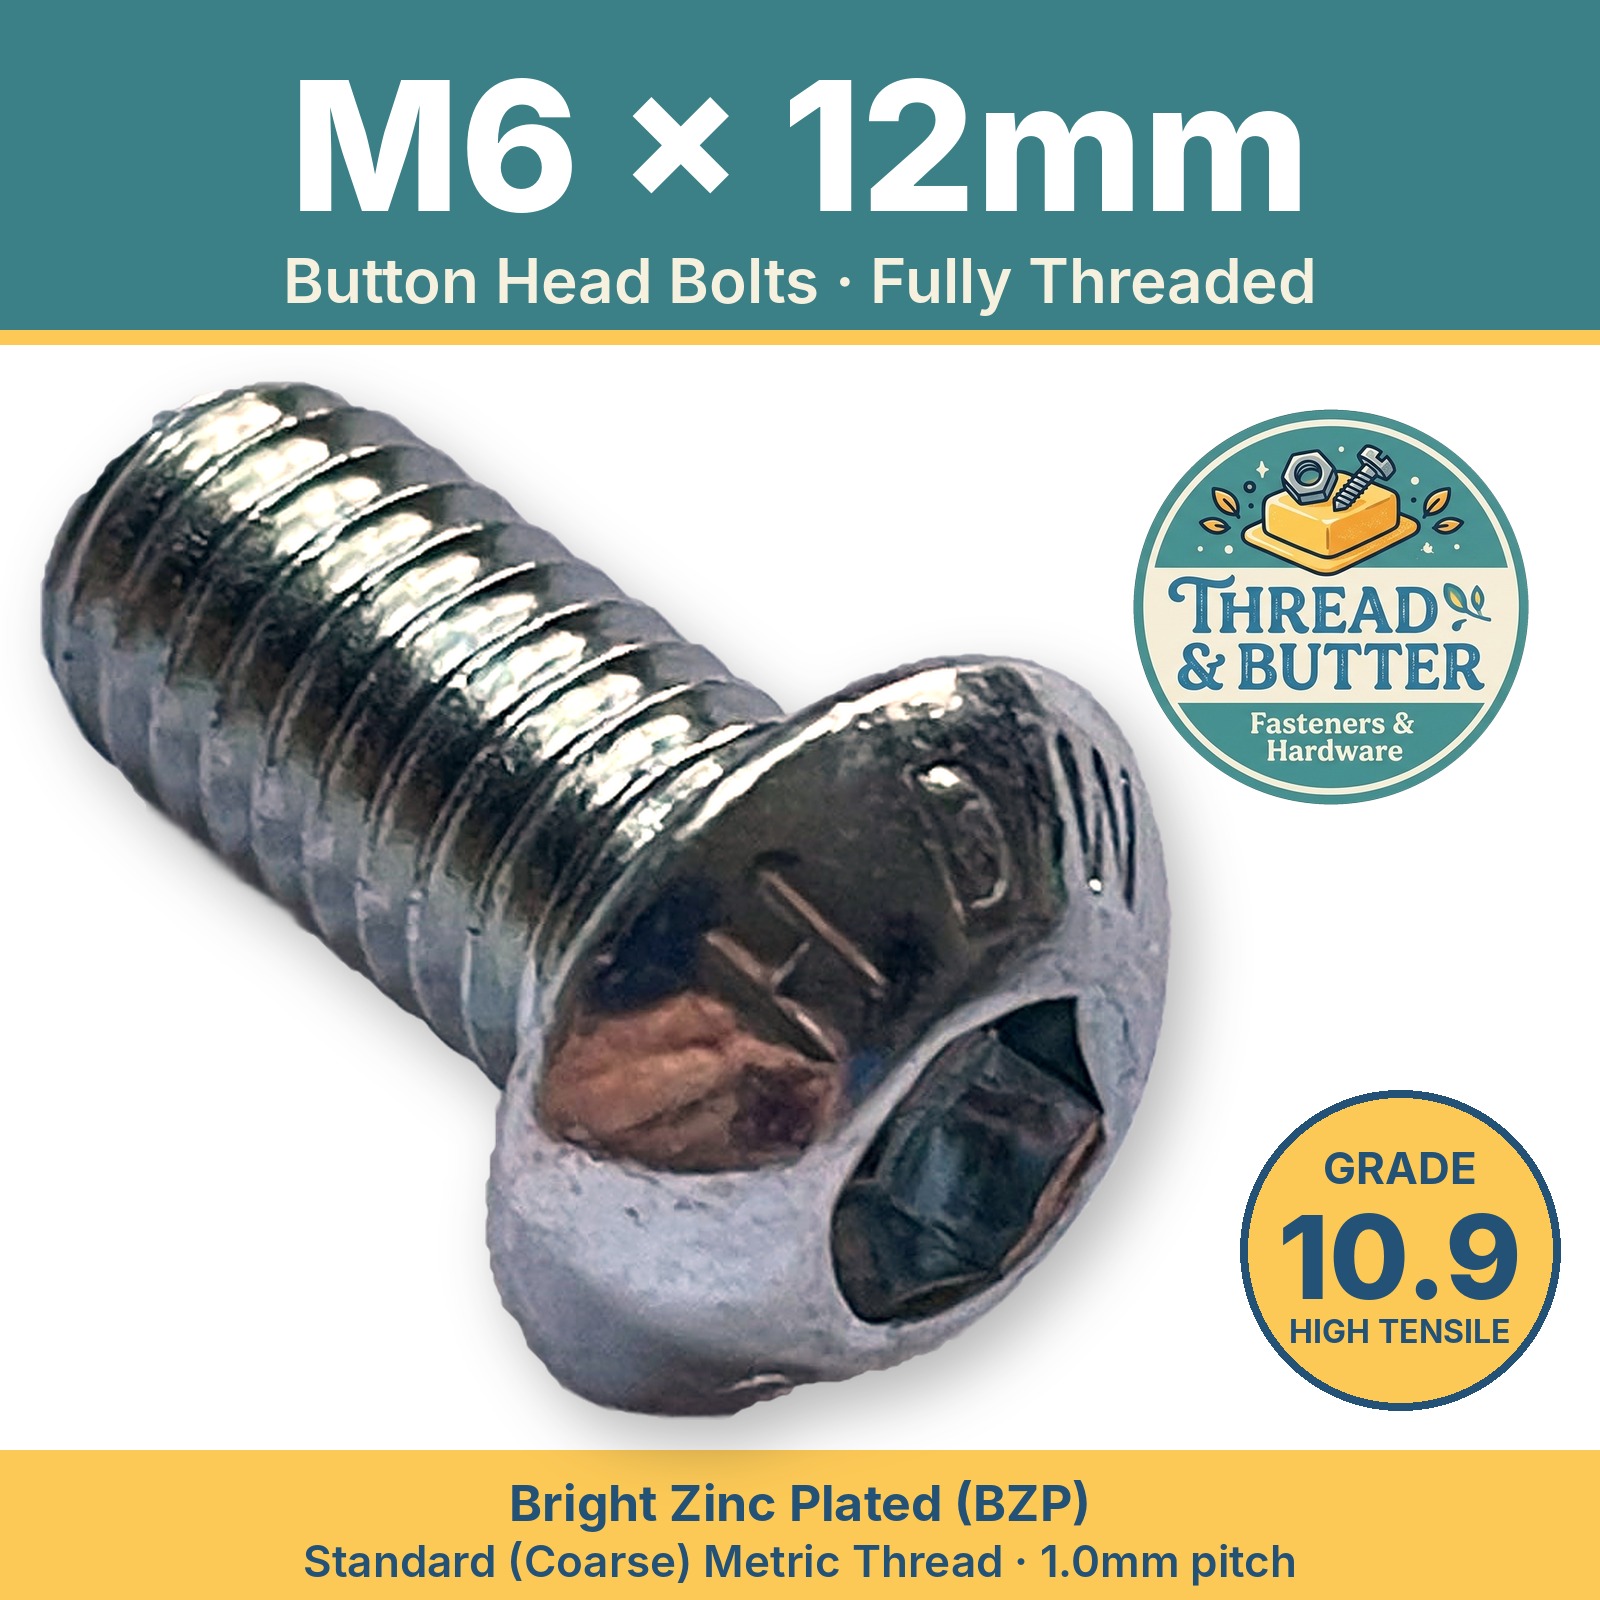 M6 × 12mm
Button Head Bolts · Fully Threaded
THREAD
& BUTTER
Fasteners &
Hardware
GRADE
10.9
HIGH TENSILE
Bright Zinc Plated (BZP)
Standard (Coarse) Metric Thread · 1.0mm pitch